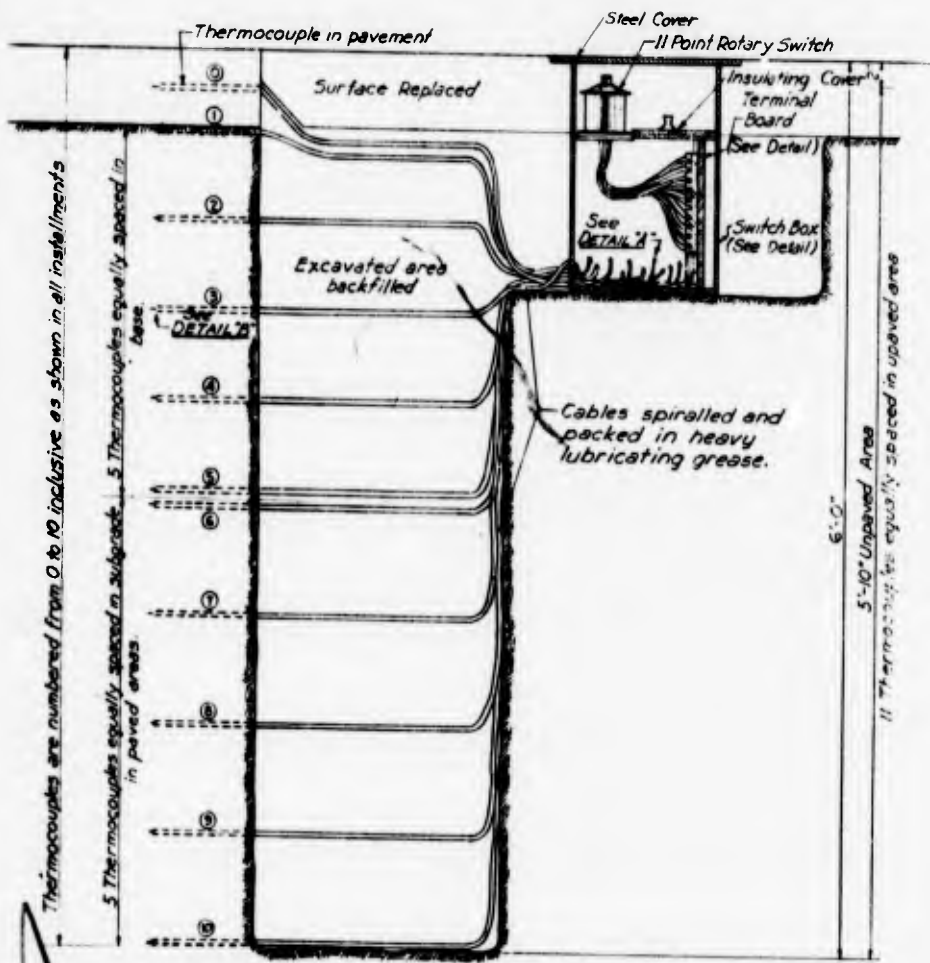 Steel Cover
Thermocouple in pavement
11 Point Rotary Switch
Surface Replaced
Insulating Cover
Terminal
Board
(See Detail)
⓪
①
②
See
DETAIL "A"
Switch Box
(See Detail)
Excavated area
backfilled
③
See
DETAIL "B"
④
Cables spiralled and
packed in heavy
lubricating grease.
⑤
⑥
⑦
⑧
⑨
⑩
Thermocouples are numbered from 0 to 10 inclusive as shown in all installments
5 Thermocouples equally spaced in
base.
5 Thermocouples equally spaced in subgrade
in paved areas.
6'-0"
5'-10" Unpaved Area
11 Thermocouples equally spaced in upaved area